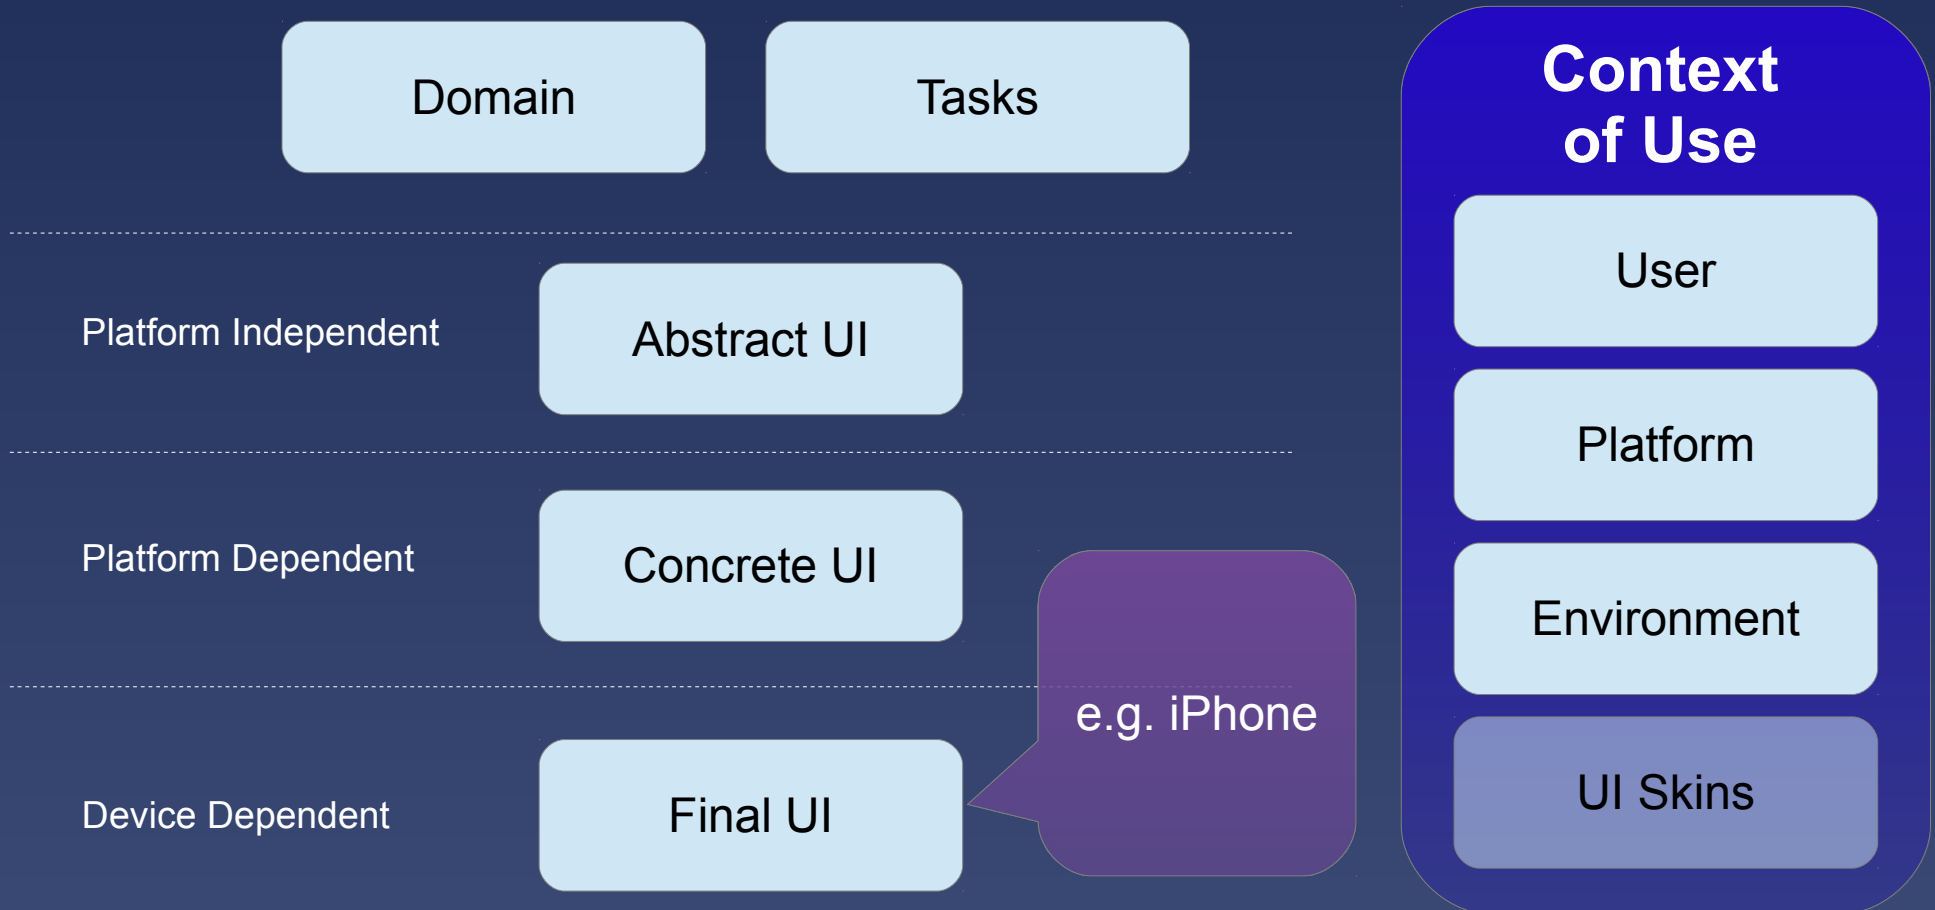 Domain
Tasks
Platform Independent
Abstract UI
Platform Dependent
Concrete UI
Device Dependent
Final UI
e.g. iPhone
Context
of Use
User
Platform
Environment
UI Skins